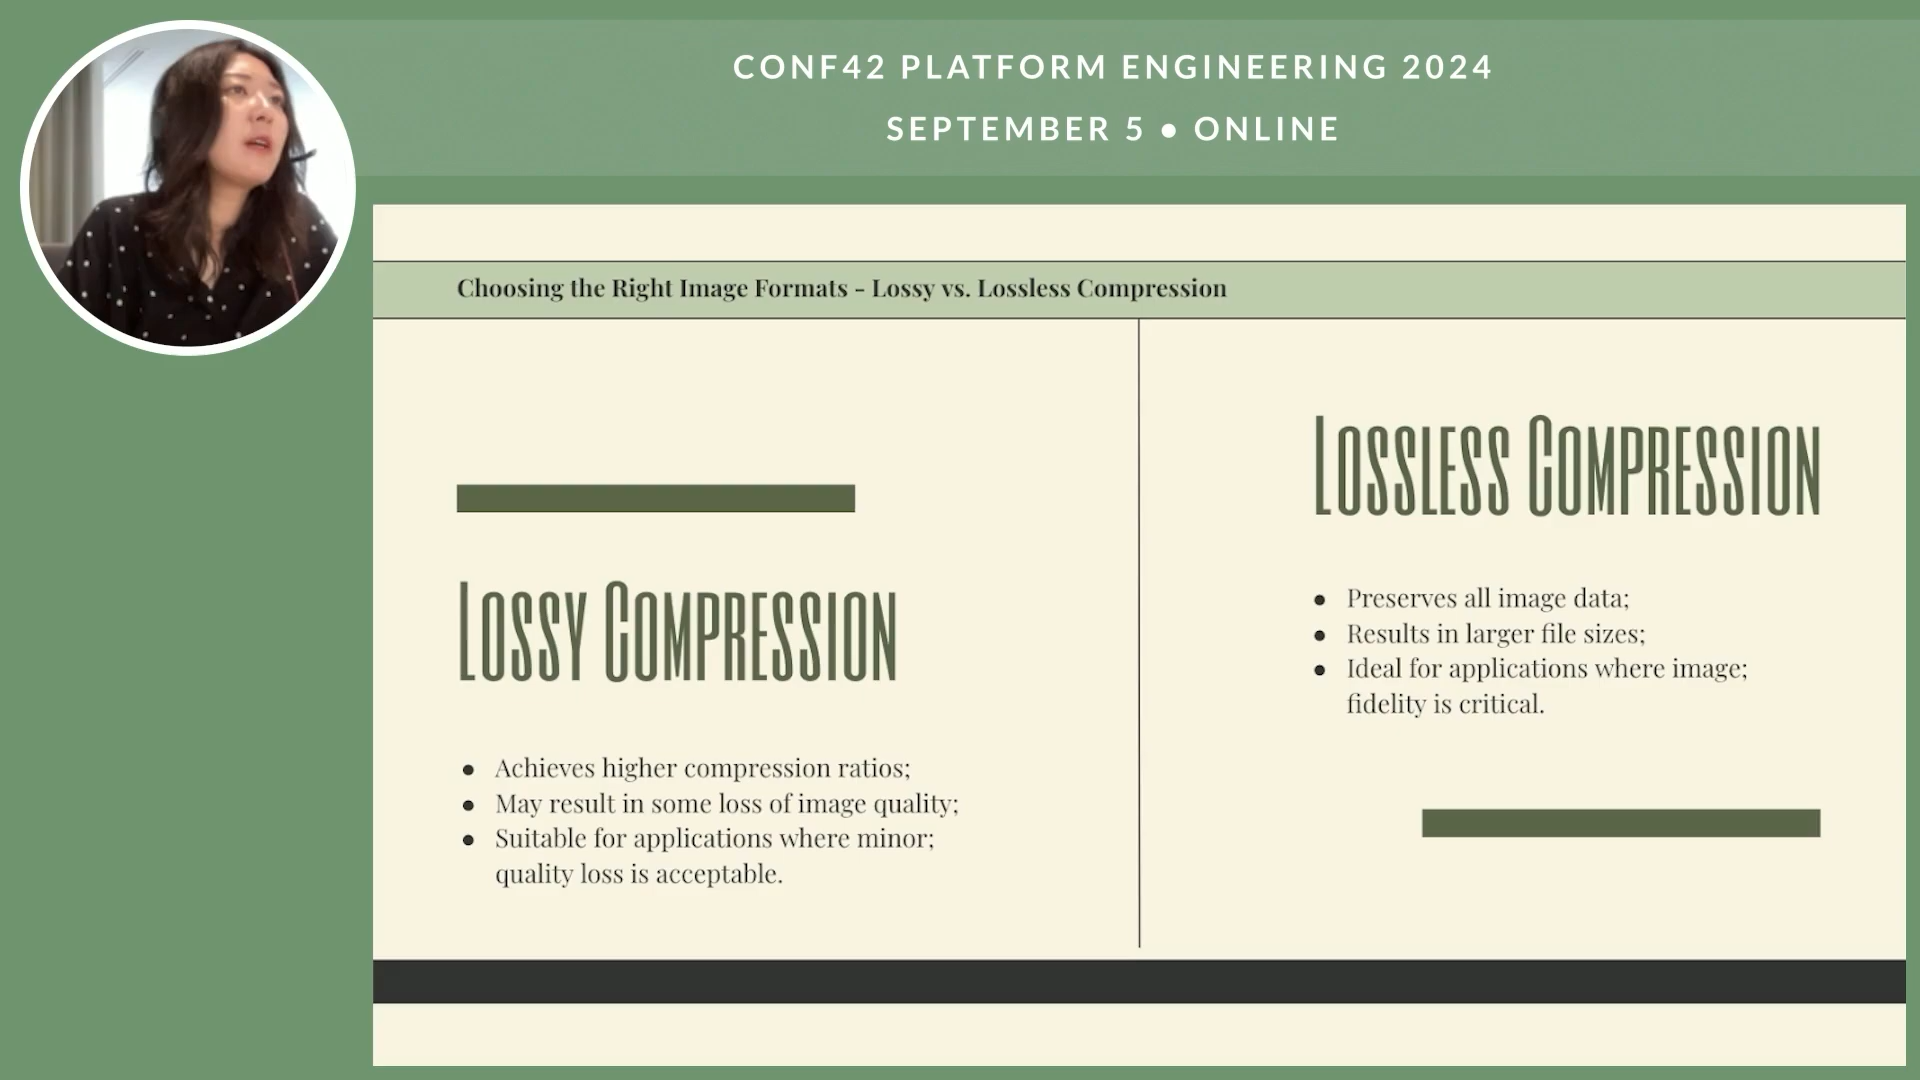 CONF42 PLATFORM ENGINEERING 2024
SEPTEMBER 5 • ONLINE
Choosing the Right Image Formats - Lossy vs. Lossless Compression
LOSSY COMPRESSION
• Achieves higher compression ratios;
• May result in some loss of image quality;
• Suitable for applications where minor;
quality loss is acceptable.
LOSSLESS COMPRESSION
• Preserves all image data;
• Results in larger file sizes;
• Ideal for applications where image;
fidelity is critical.